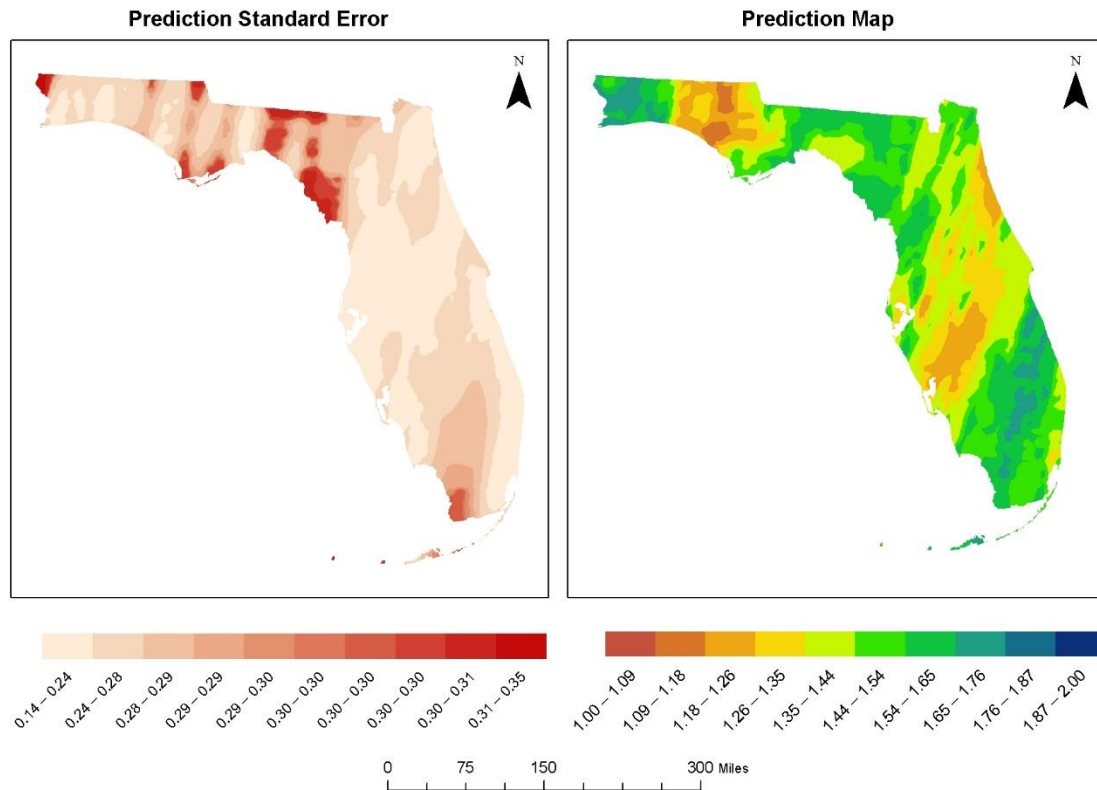 Prediction Standard Error
Prediction Map
N
N
0.14 – 0.24
0.24 – 0.28
0.28 – 0.29
0.29 – 0.29
0.29 – 0.30
0.30 – 0.30
0.30 – 0.30
0.30 – 0.30
0.30 – 0.31
0.31 – 0.35
1.00 – 1.09
1.09 – 1.18
1.18 – 1.26
1.26 – 1.35
1.35 – 1.44
1.44 – 1.54
1.54 – 1.65
1.65 – 1.76
1.76 – 1.87
1.87 – 2.00
0 75 150 300 Miles